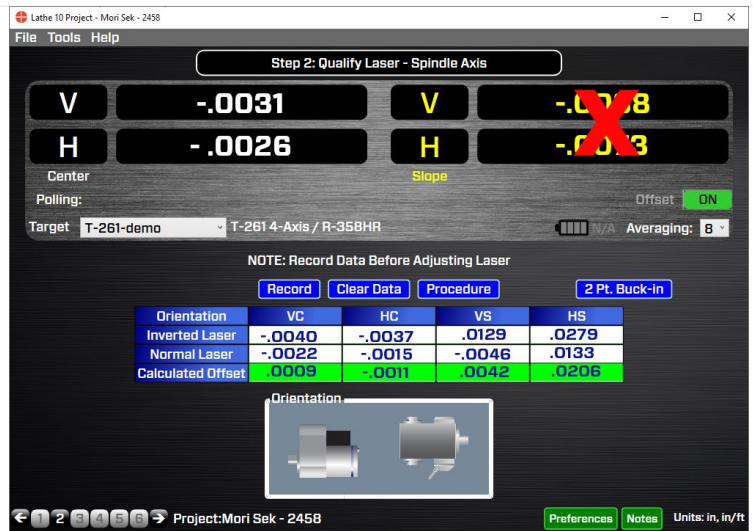 Lathe 10 Project - Mori Sek - 2458
File Tools Help
Step 2: Qualify Laser - Spindle Axis
V -.0031 V
H -.0026 H
Center Slope
Polling: Offset ON
Target T-261-demo T-261 4-Axis / R-358HR N/A Averaging: 8
NOTE: Record Data Before Adjusting Laser
Record Clear Data Procedure 2 Pt. Buck-in
Orientation VC HC VS HS
Inverted Laser -.0040 -.0037 .0129 .0279
Normal Laser -.0022 -.0015 -.0046 .0133
Calculated Offset .0009 -.0011 .0042 .0206
Orientation
1 2 3 4 5 6 Project:Mori Sek - 2458 Preferences Notes Units: in, in/ft